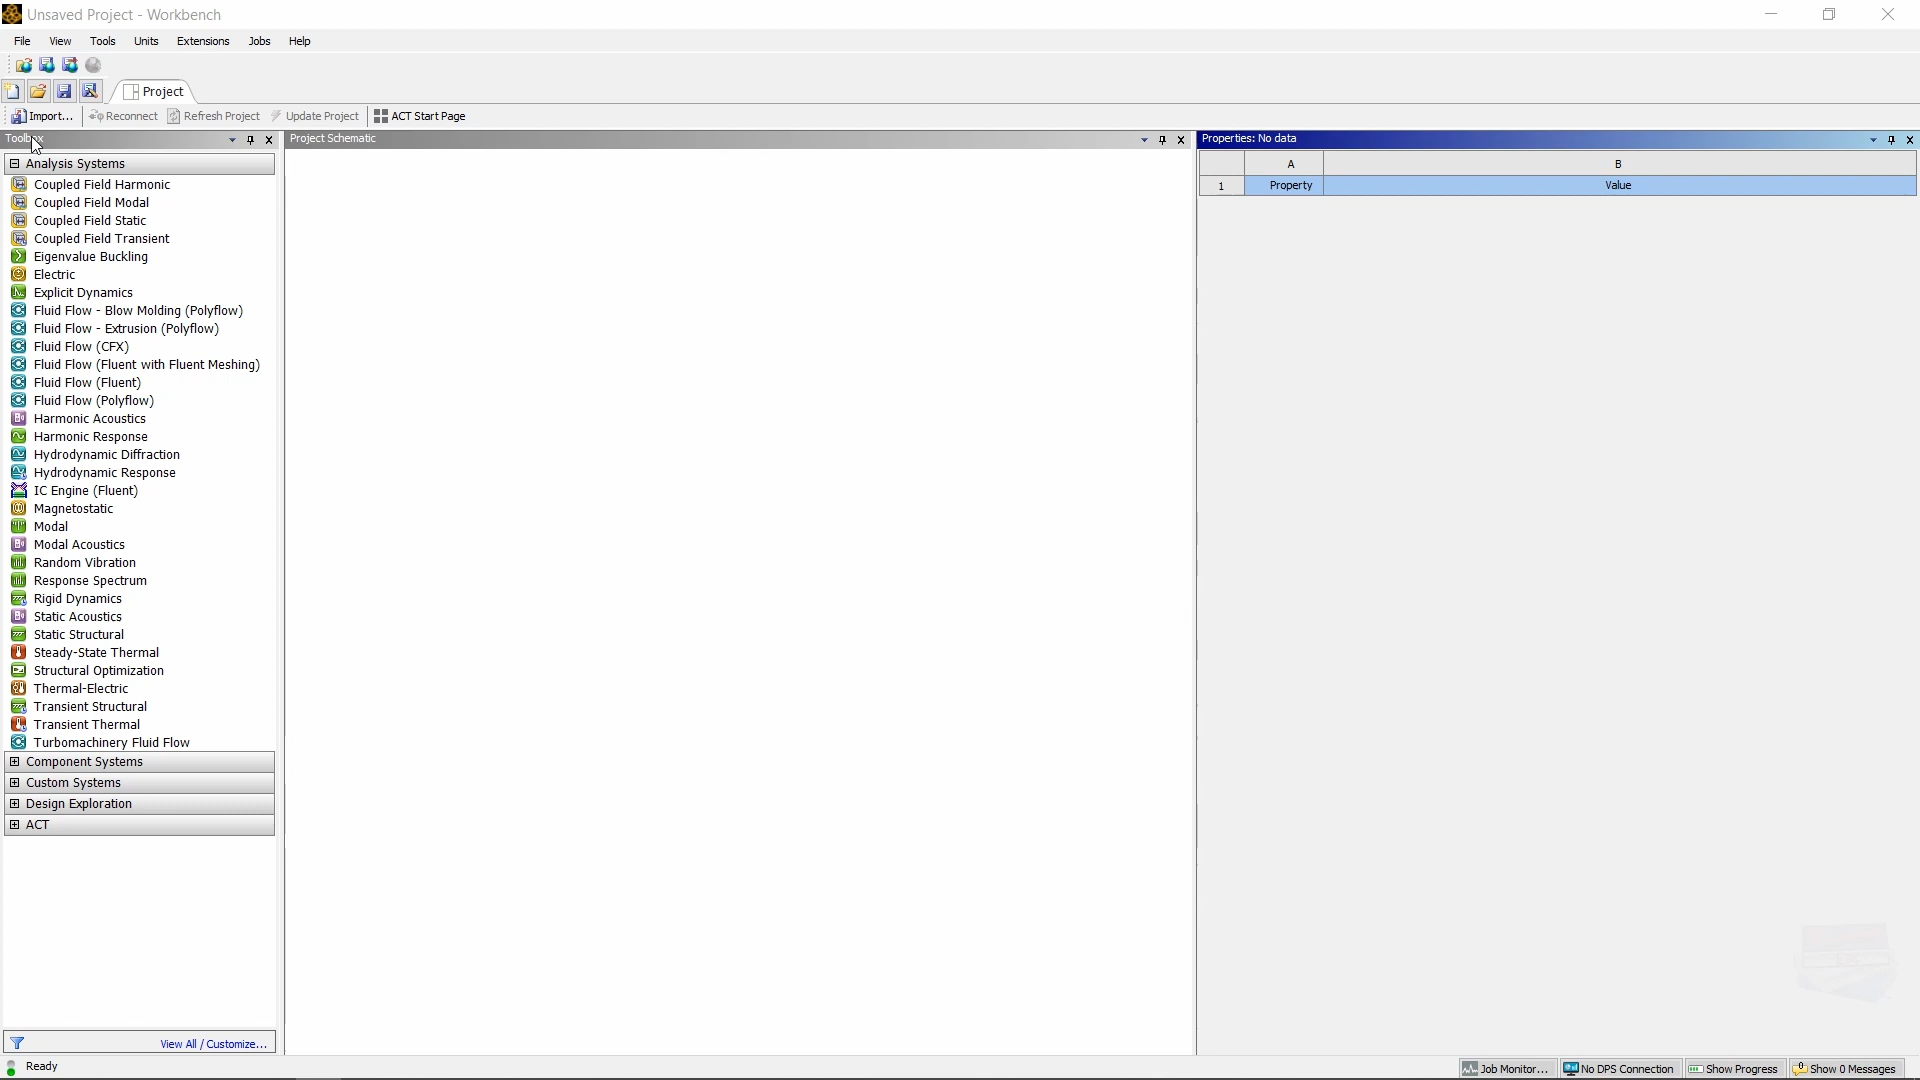 Unsaved Project - Workbench
File View Tools Units Extensions Jobs Help
Project
Import... Reconnect Refresh Project Update Project ACT Start Page
Toolbox
Analysis Systems
Coupled Field Harmonic
Coupled Field Modal
Coupled Field Static
Coupled Field Transient
Eigenvalue Buckling
Electric
Explicit Dynamics
Fluid Flow - Blow Molding (Polyflow)
Fluid Flow - Extrusion (Polyflow)
Fluid Flow (CFX)
Fluid Flow (Fluent with Fluent Meshing)
Fluid Flow (Fluent)
Fluid Flow (Polyflow)
Harmonic Acoustics
Harmonic Response
Hydrodynamic Diffraction
Hydrodynamic Response
IC Engine (Fluent)
Magnetostatic
Modal
Modal Acoustics
Random Vibration
Response Spectrum
Rigid Dynamics
Static Acoustics
Static Structural
Steady-State Thermal
Structural Optimization
Thermal-Electric
Transient Structural
Transient Thermal
Turbomachinery Fluid Flow
Component Systems
Custom Systems
Design Exploration
ACT
View All / Customize...
Project Schematic
Properties: No data
A B
1 Property Value
Ready
Job Monitor... No DPS Connection Show Progress Show 0 Messages